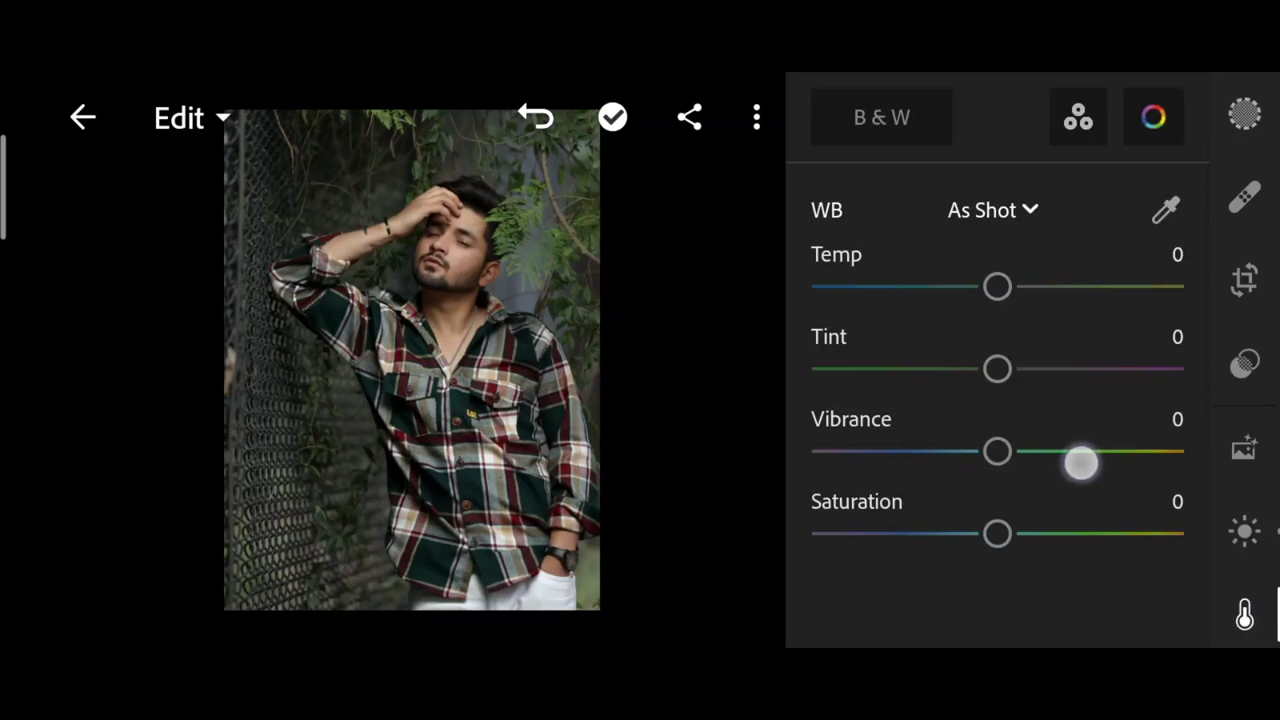 Edit
B & W
WB As Shot
Temp 0
Tint 0
Vibrance 0
Saturation 0